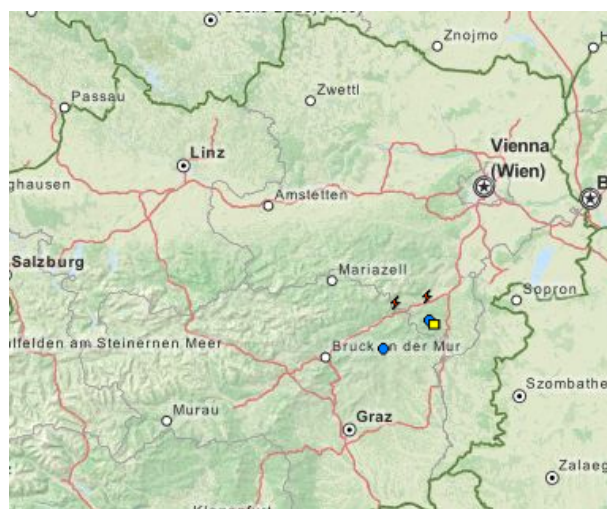 Znojmo
Passau
Zwettl
Vienna
(Wien)
Linz
ghausen
Amstetten
B
Salzburg
Mariazell
Sopron
alfelden am Steinernen Meer
Bruck an der Mur
Szombathe
Murau
Graz
Zalaeg